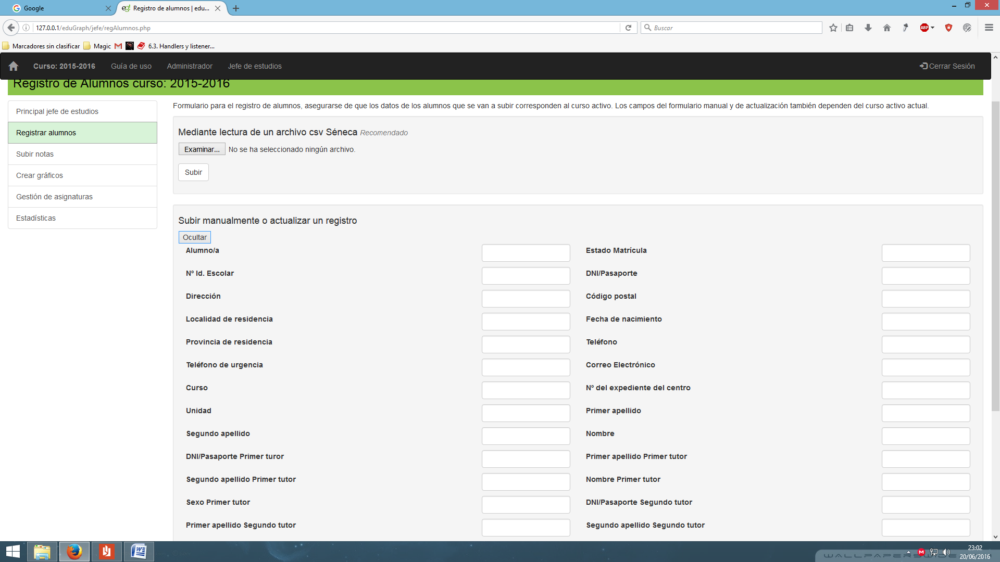 Google
Registro de alumnos | edu...
127.0.0.1/eduGraph/jefe/regAlumnos.php
Buscar
ABP
Marcadores sin clasificar
Magic
6.3. Handlers y listener...
Curso: 2015-2016
Guía de uso
Administrador
Jefe de estudios
Cerrar Sesión
Registro de Alumnos curso: 2015-2016
Principal jefe de estudios
Registrar alumnos
Subir notas
Crear gráficos
Gestión de asignaturas
Estadísticas
Formulario para el registro de alumnos, asegurarse de que los datos de los alumnos que se van a subir corresponden al curso activo. Los campos del formulario manual y de actualización también dependen del curso activo actual.
Mediante lectura de un archivo csv Séneca Recomendado
Examinar... No se ha seleccionado ningún archivo.
Subir
Subir manualmente o actualizar un registro
Ocultar
Alumno/a
Estado Matrícula
Nº Id. Escolar
DNI/Pasaporte
Dirección
Código postal
Localidad de residencia
Fecha de nacimiento
Provincia de residencia
Teléfono
Teléfono de urgencia
Correo Electrónico
Curso
Nº del expediente del centro
Unidad
Primer apellido
Segundo apellido
Nombre
DNI/Pasaporte Primer turor
Primer apellido Primer tutor
Segundo apellido Primer tutor
Nombre Primer tutor
Sexo Primer tutor
DNI/Pasaporte Segundo tutor
Primer apellido Segundo tutor
Segundo apellido Segundo tutor
23:02
20/06/2016